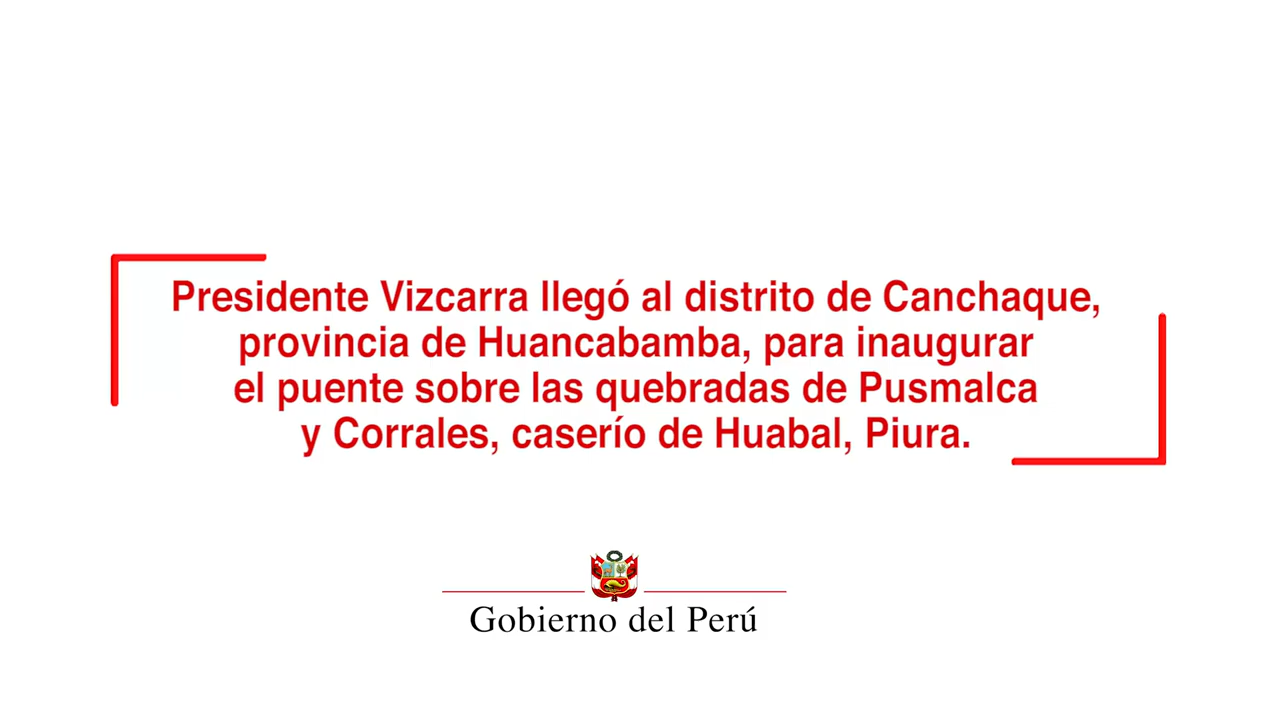 Presidente Vizcarra llegó al distrito de Canchaque,
provincia de Huancabamba, para inaugurar
el puente sobre las quebradas de Pusmalca
y Corrales, caserío de Huabal, Piura.
Gobierno del Perú